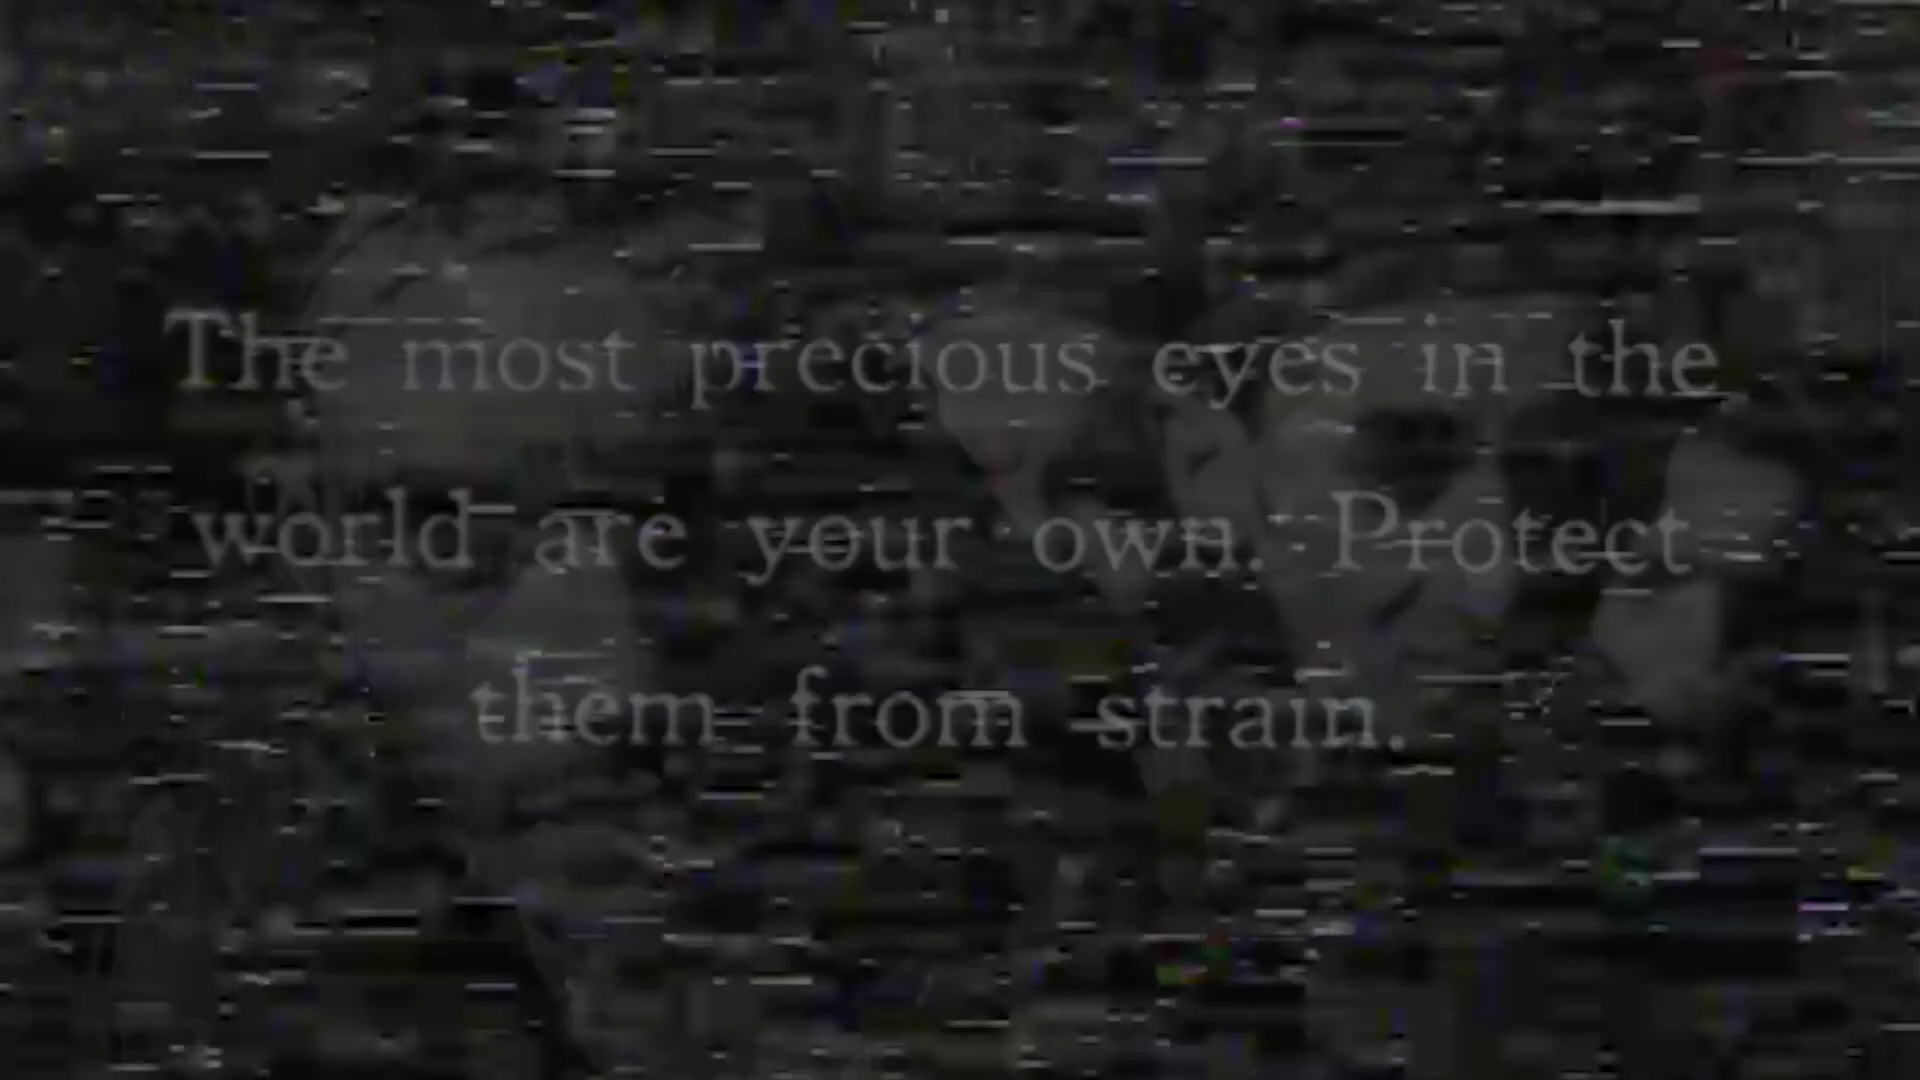 The most precious eyes in the
world are your own. Protect
them from strain.